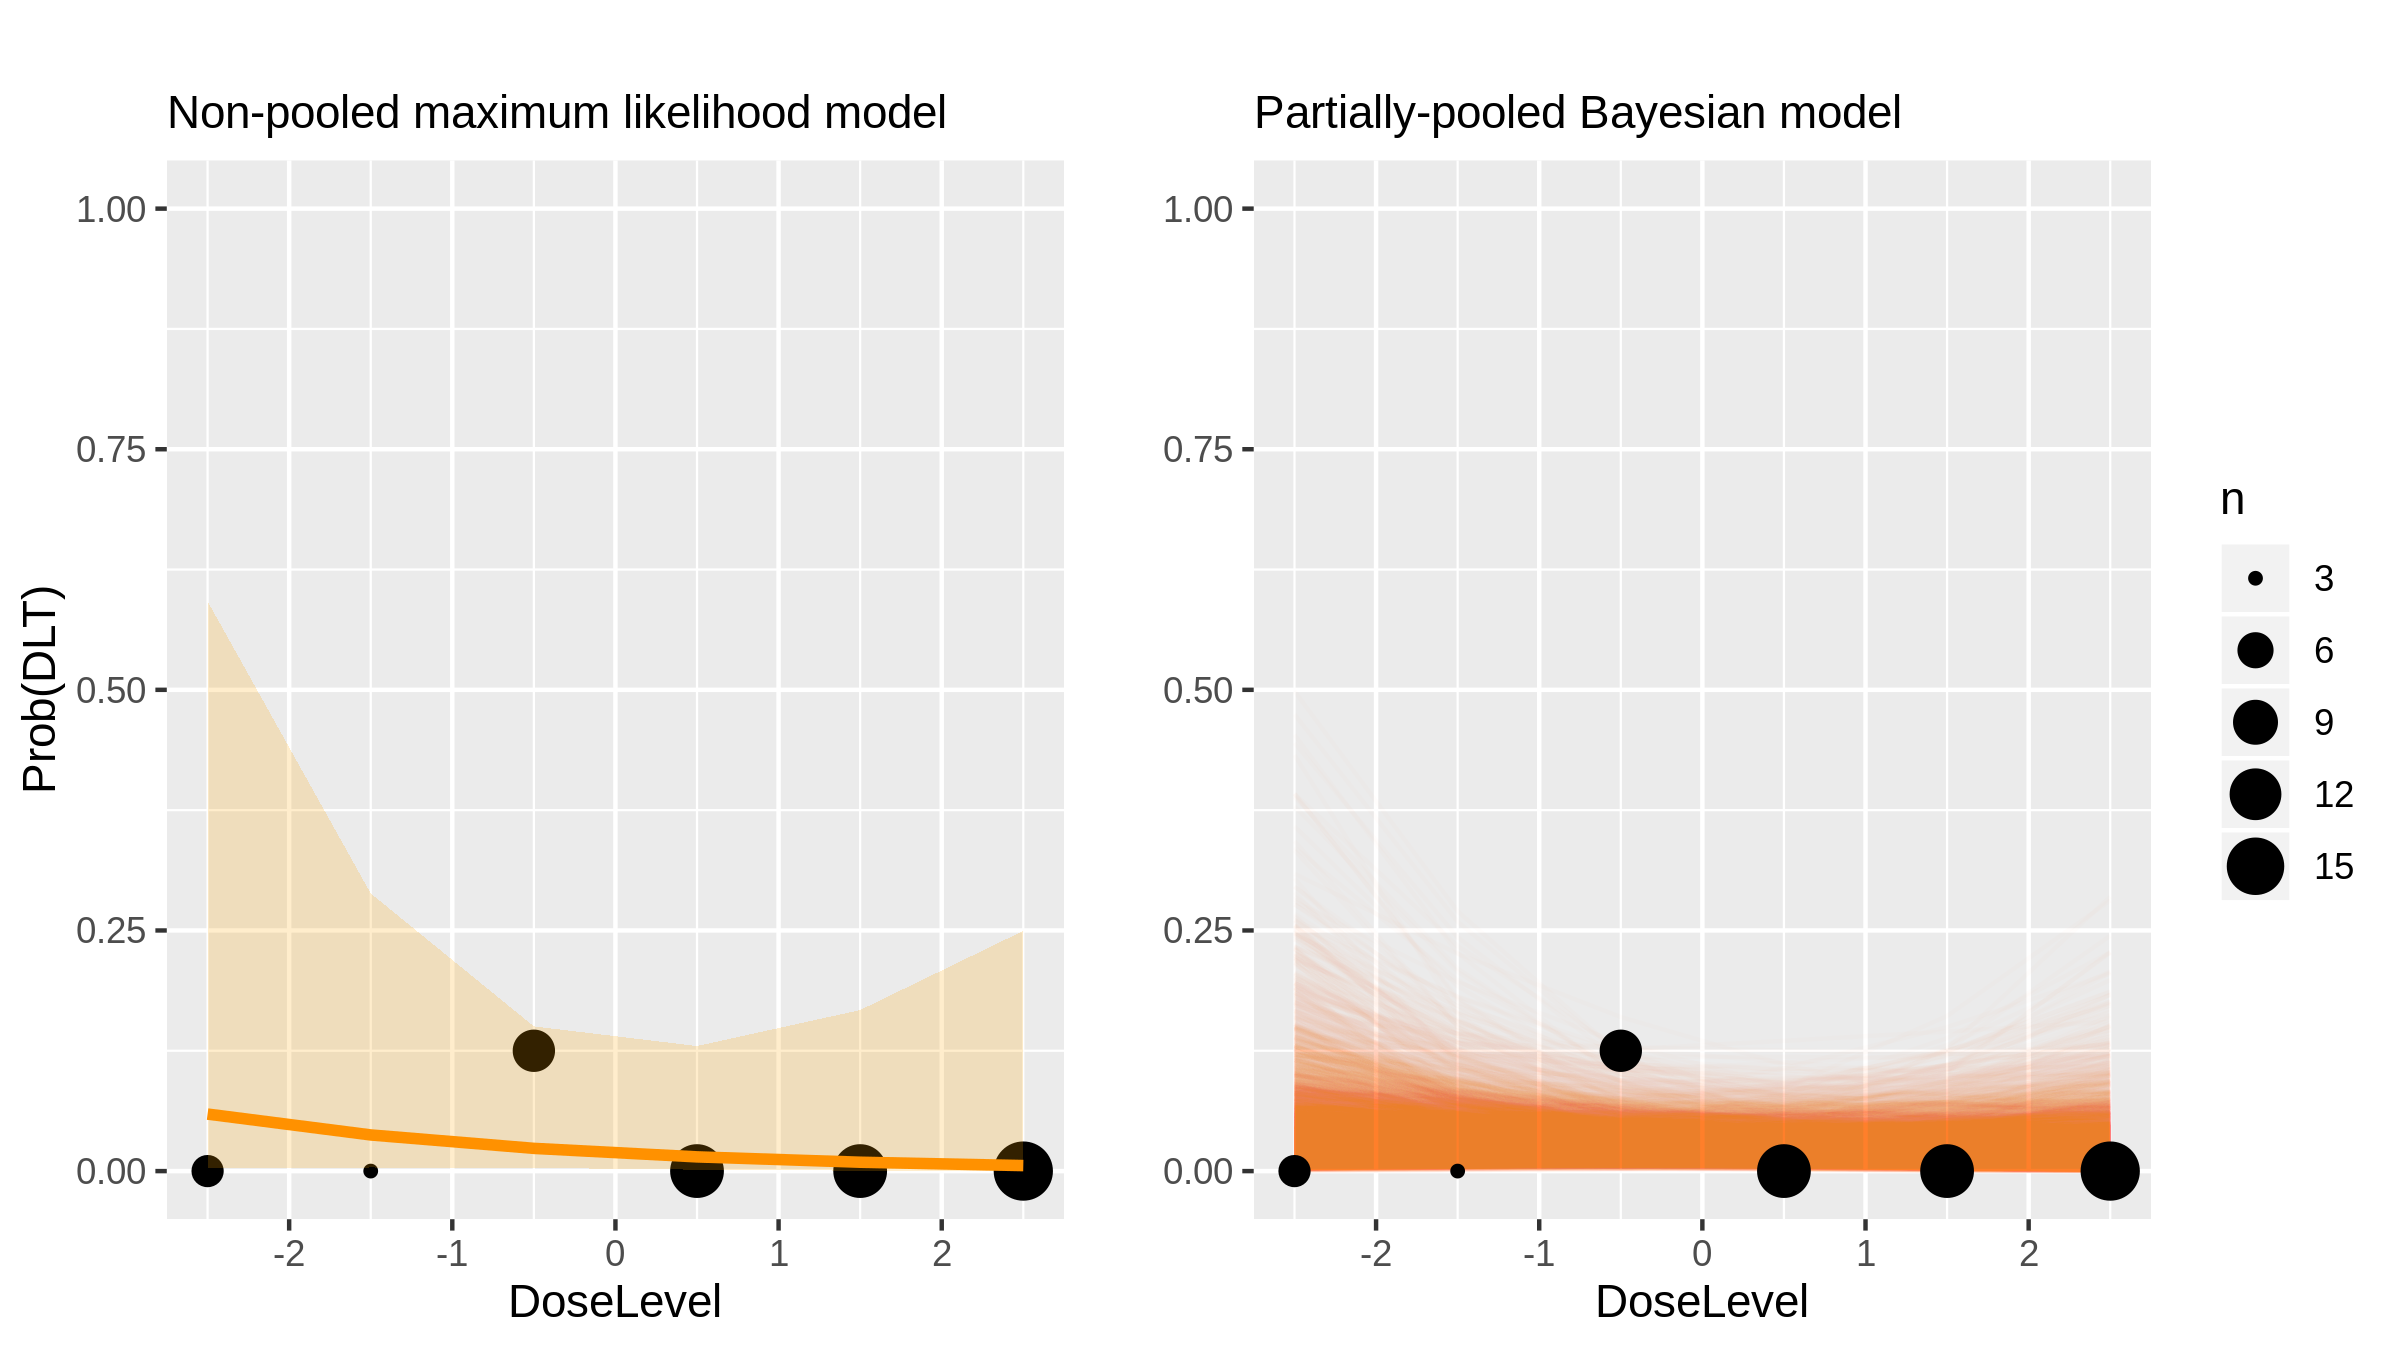 Non-pooled maximum likelihood model
Prob(DLT)
1.00
0.75
0.50
0.25
0.00
-2 -1 0 1 2
DoseLevel
Partially-pooled Bayesian model
1.00
0.75
0.50
0.25
0.00
-2 -1 0 1 2
DoseLevel
n
3
6
9
12
15